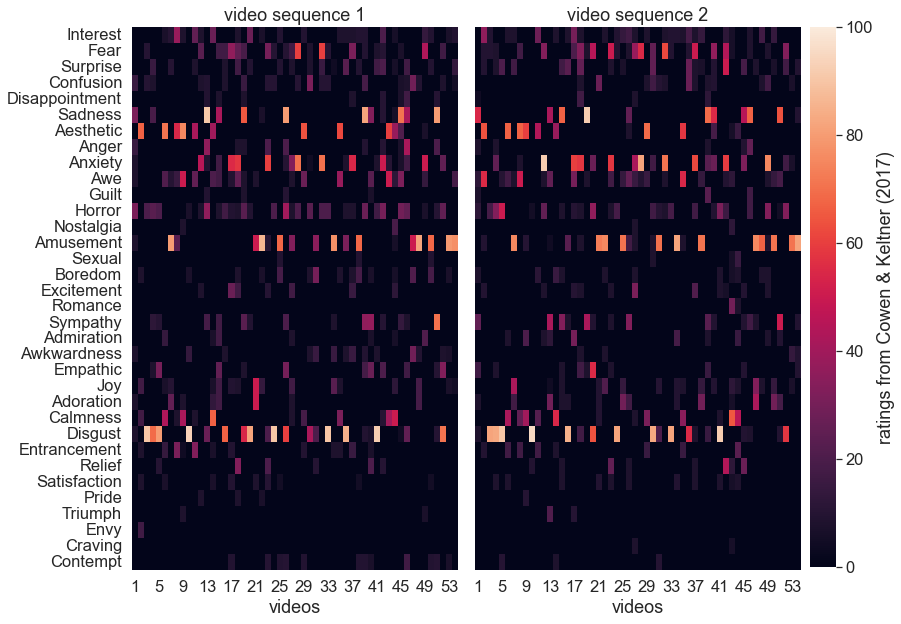 video sequence 1
video sequence 2
Interest
Fear
Surprise
Confusion
Disappointment
Sadness
Aesthetic
Anger
Anxiety
Awe
Guilt
Horror
Nostalgia
Amusement
Sexual
Boredom
Excitement
Romance
Sympathy
Admiration
Awkwardness
Empathic
Joy
Adoration
Calmness
Disgust
Entrancement
Relief
Satisfaction
Pride
Triumph
Envy
Craving
Contempt
1 5 9 13 17 21 25 29 33 37 41 45 49 53
videos
1 5 9 13 17 21 25 29 33 37 41 45 49 53
videos
100
80
60
40
20
0
ratings from Cowen & Keltner (2017)